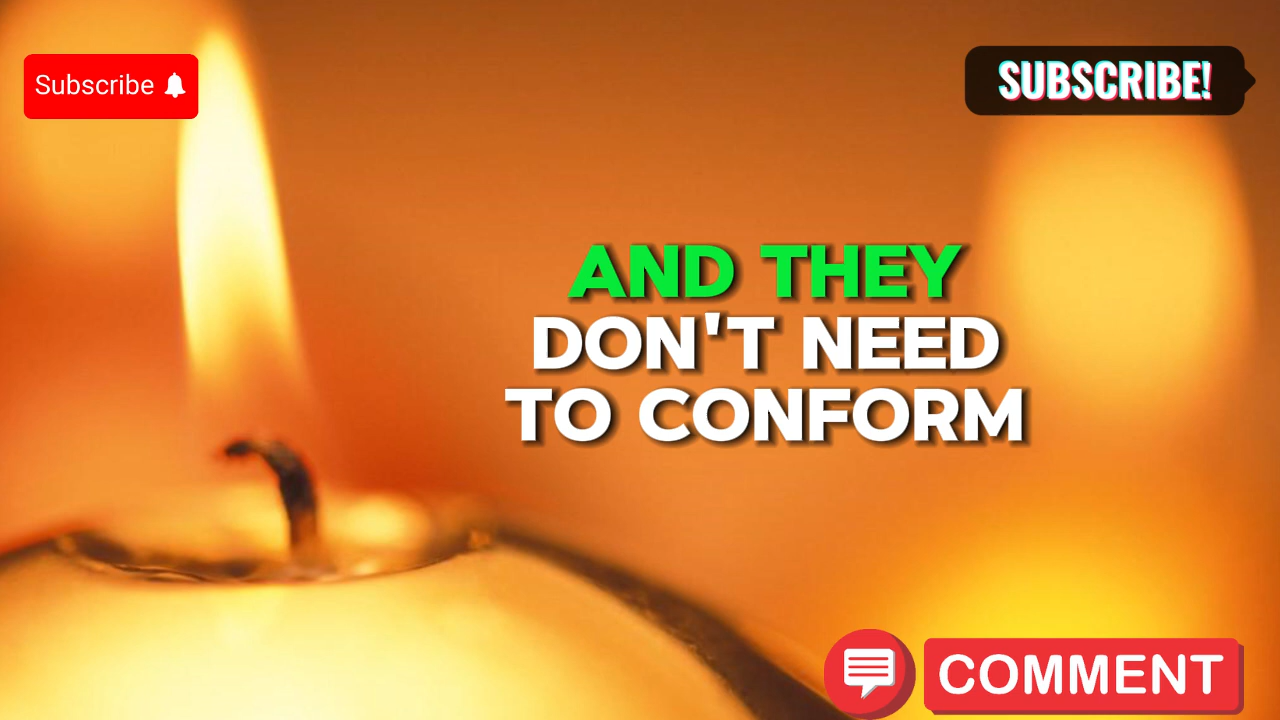 Subscribe
SUBSCRIBE!
AND THEY
DON'T NEED
TO CONFORM
COMMENT